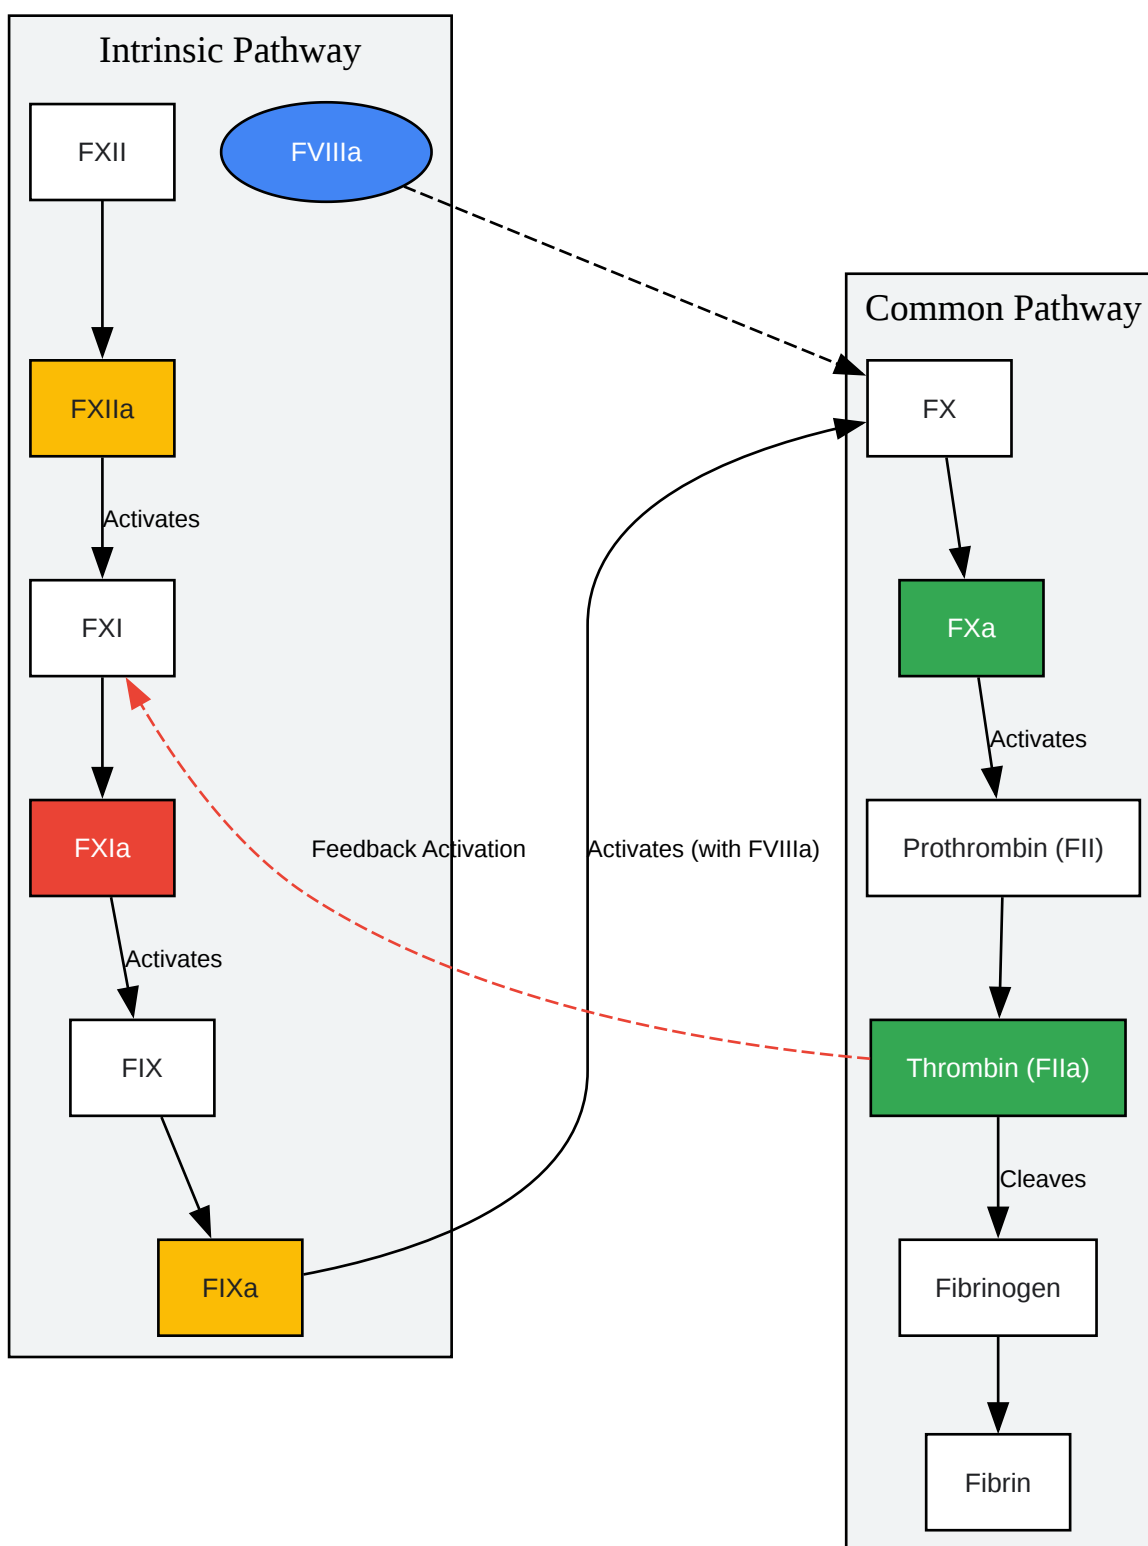 Intrinsic Pathway
FXII
FVIIIa
Common Pathway
FXIIa
FX
Activates
FXI
FXa
Activates
FXIa
Feedback Activation
Activates (with FVIIIa)
Prothrombin (FII)
Activates
FIX
Thrombin (FIIa)
Cleaves
FIXa
Fibrinogen
Fibrin